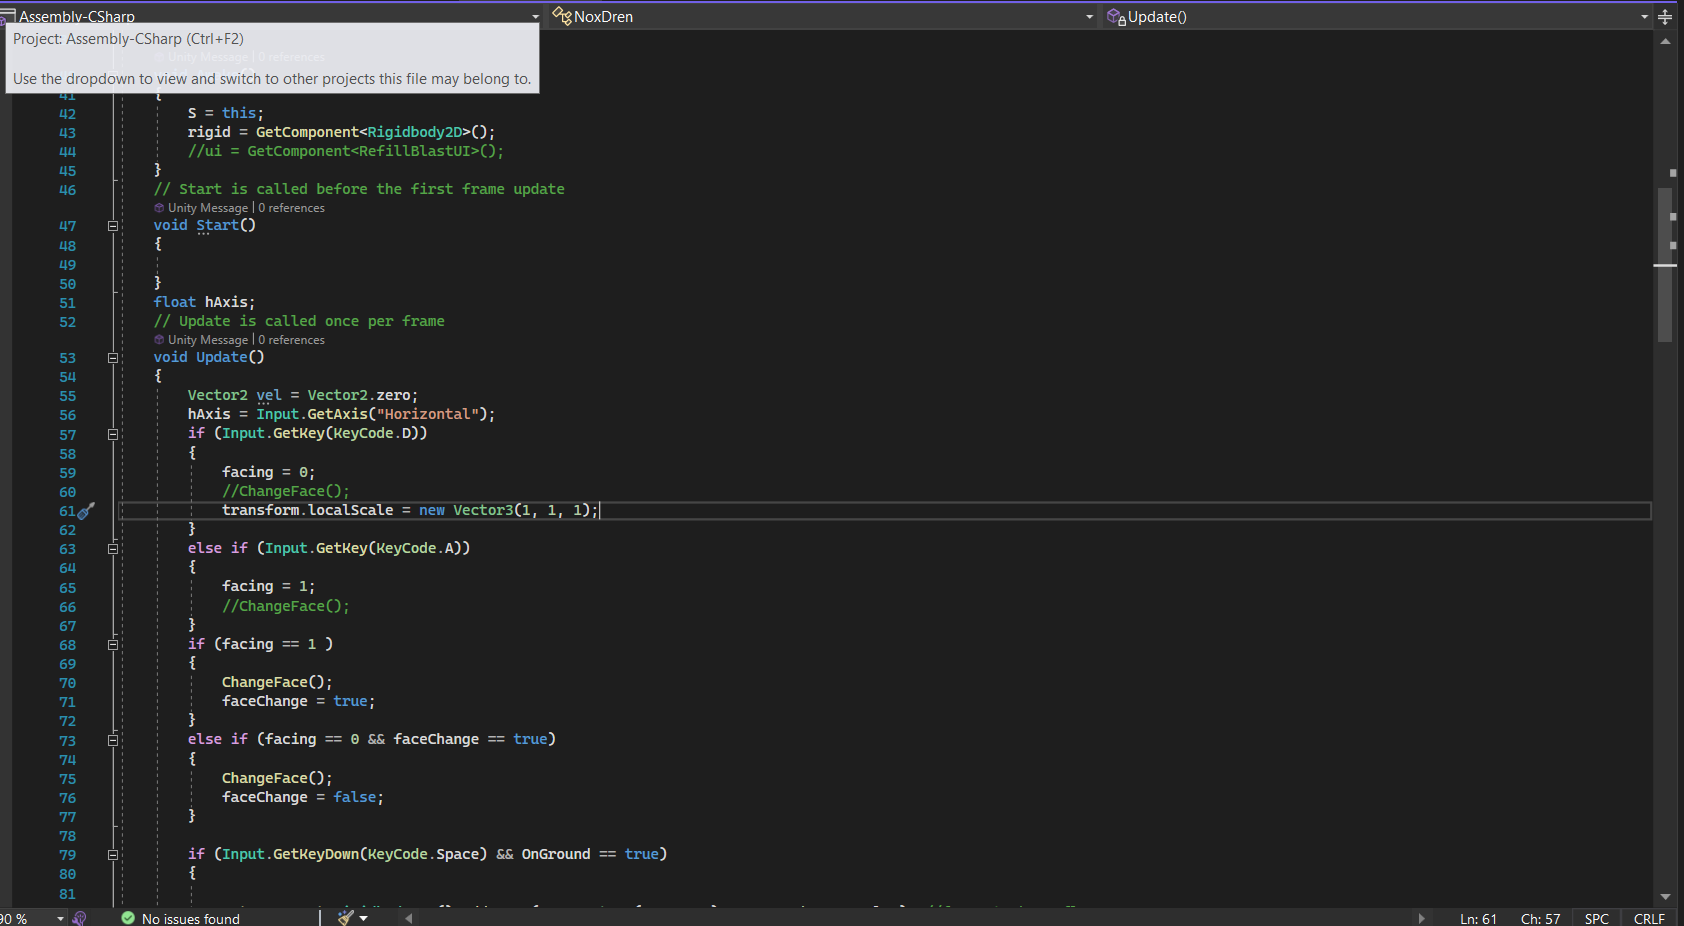 Assembly-CSharp NoxDren Update()
Project: Assembly-CSharp (Ctrl+F2)
Unity Message | 0 references
Use the dropdown to view and switch to other projects this file may belong to.
41 {
42 S = this;
43 rigid = GetComponent<Rigidbody2D>();
44 //ui = GetComponent<RefillBlastUI>();
45 }
46 // Start is called before the first frame update
Unity Message | 0 references
47 void Start()
48 {
49
50 }
51 float hAxis;
52 // Update is called once per frame
Unity Message | 0 references
53 void Update()
54 {
55 Vector2 vel = Vector2.zero;
56 hAxis = Input.GetAxis("Horizontal");
57 if (Input.GetKey(KeyCode.D))
58 {
59 facing = 0;
60 //ChangeFace();
61 transform.localScale = new Vector3(1, 1, 1);
62 }
63 else if (Input.GetKey(KeyCode.A))
64 {
65 facing = 1;
66 //ChangeFace();
67 }
68 if (facing == 1 )
69 {
70 ChangeFace();
71 faceChange = true;
72 }
73 else if (facing == 0 && faceChange == true)
74 {
75 ChangeFace();
76 faceChange = false;
77 }
78
79 if (Input.GetKeyDown(KeyCode.Space) && OnGround == true)
80 {
81
90 % No issues found Ln: 61 Ch: 57 SPC CRLF